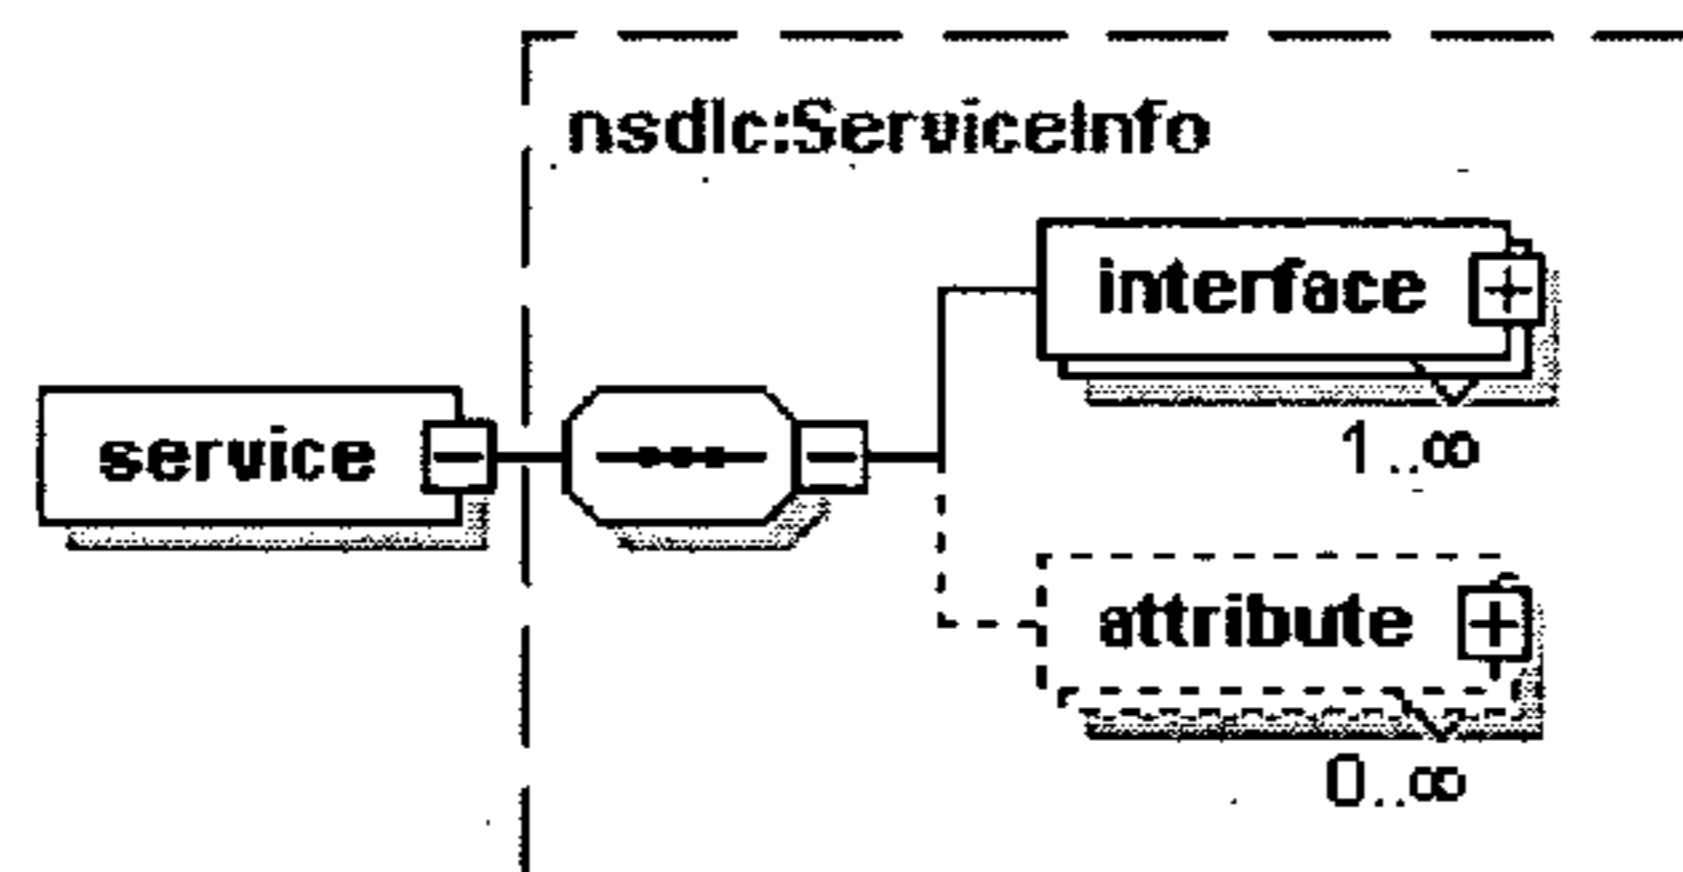 nsdlc:ServiceInfo
interface
1..∞
service
attribute
0..∞